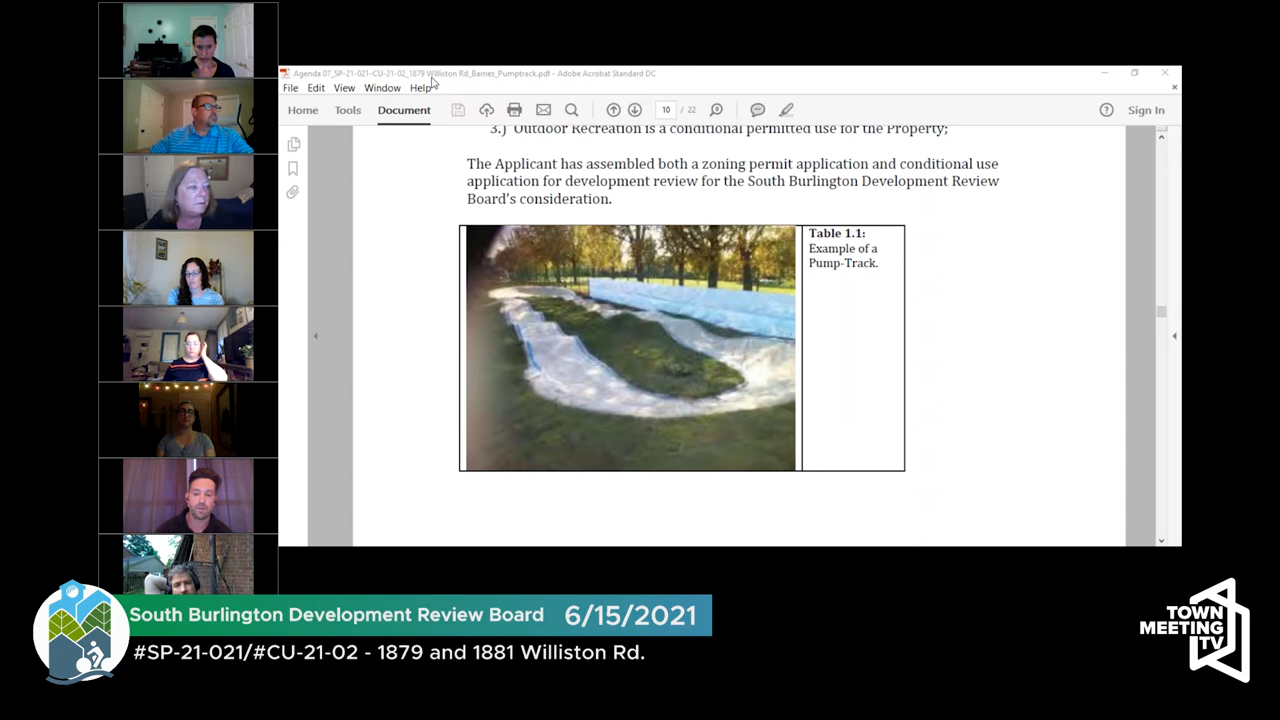 Agenda 07_SP-21-021-CU-21-02_1879 Williston Rd_Barnes_Pumptrack.pdf - Adobe Acrobat Standard DC
File Edit View Window Help
Home Tools Document 10 / 22 Sign In
3.) Outdoor Recreation is a conditional permitted use for the Property;
The Applicant has assembled both a zoning permit application and conditional use
application for development review for the South Burlington Development Review
Board's consideration.
Table 1.1:
Example of a
Pump-Track.
South Burlington Development Review Board 6/15/2021
#SP-21-021/#CU-21-02 - 1879 and 1881 Williston Rd.
TOWN
MEETING
TV